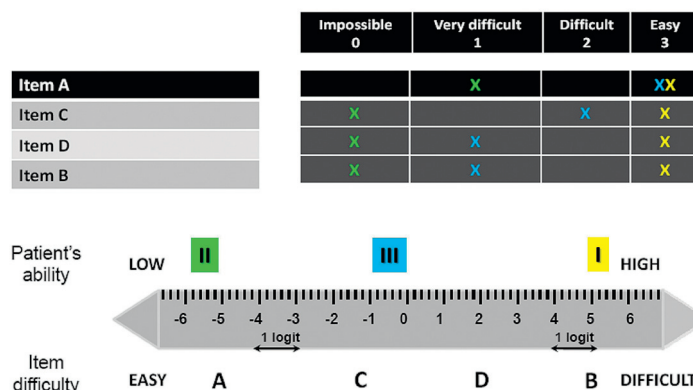 Impossible Very difficult Difficult Easy
0 1 2 3
Item A X XX
Item C X X X
Item D X X X
Item B X X X
Patient's
ability
LOW II III I HIGH
-6 -5 -4 -3 -2 -1 0 1 2 3 4 5 6
1 logit 1 logit
Item
difficulty
EASY A C D B DIFFICULT